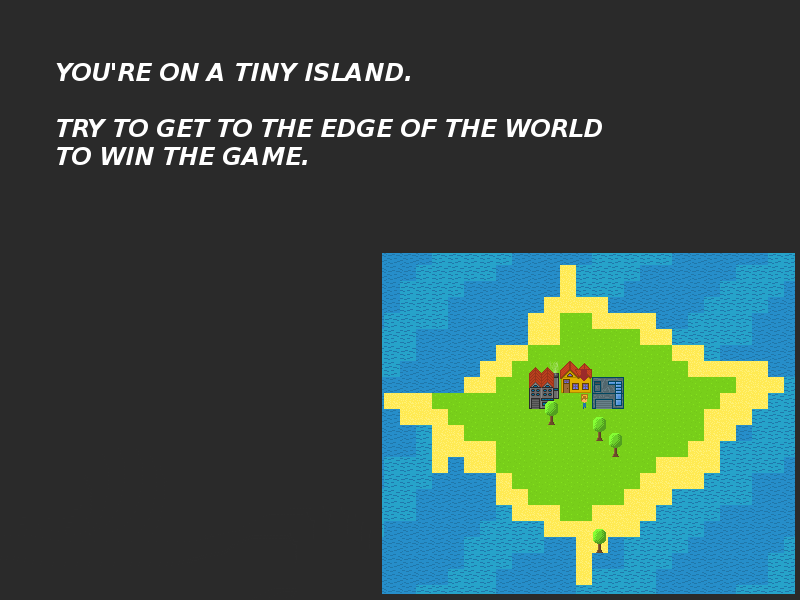 YOU'RE ON A TINY ISLAND.
TRY TO GET TO THE EDGE OF THE WORLD
TO WIN THE GAME.